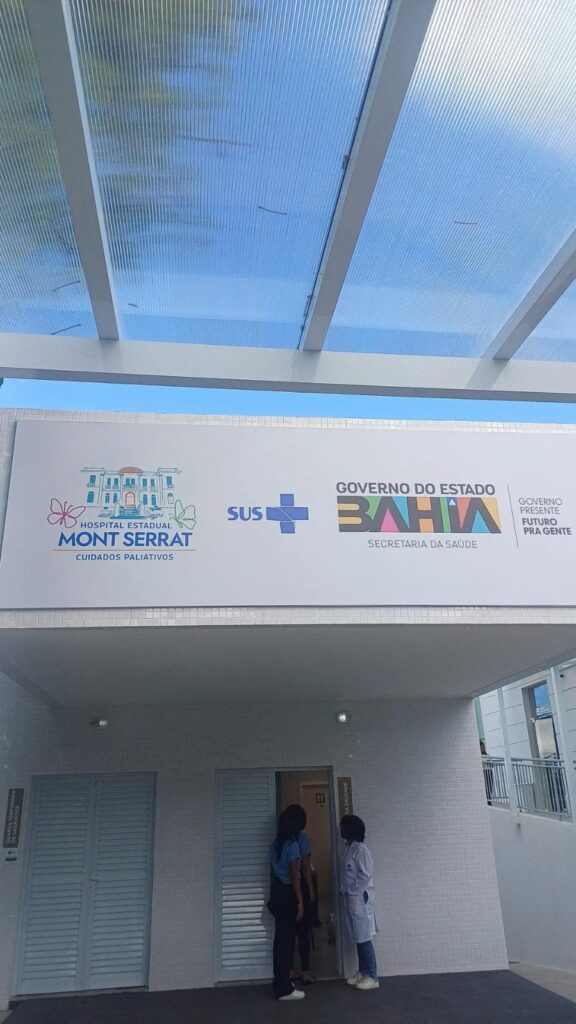 HOSPITAL ESTADUAL
MONT SERRAT
CUIDADOS PALIATIVOS
SUS
GOVERNO DO ESTADO
BAHIA
SECRETARIA DA SAÚDE
GOVERNO
PRESENTE
FUTURO
PRA GENTE